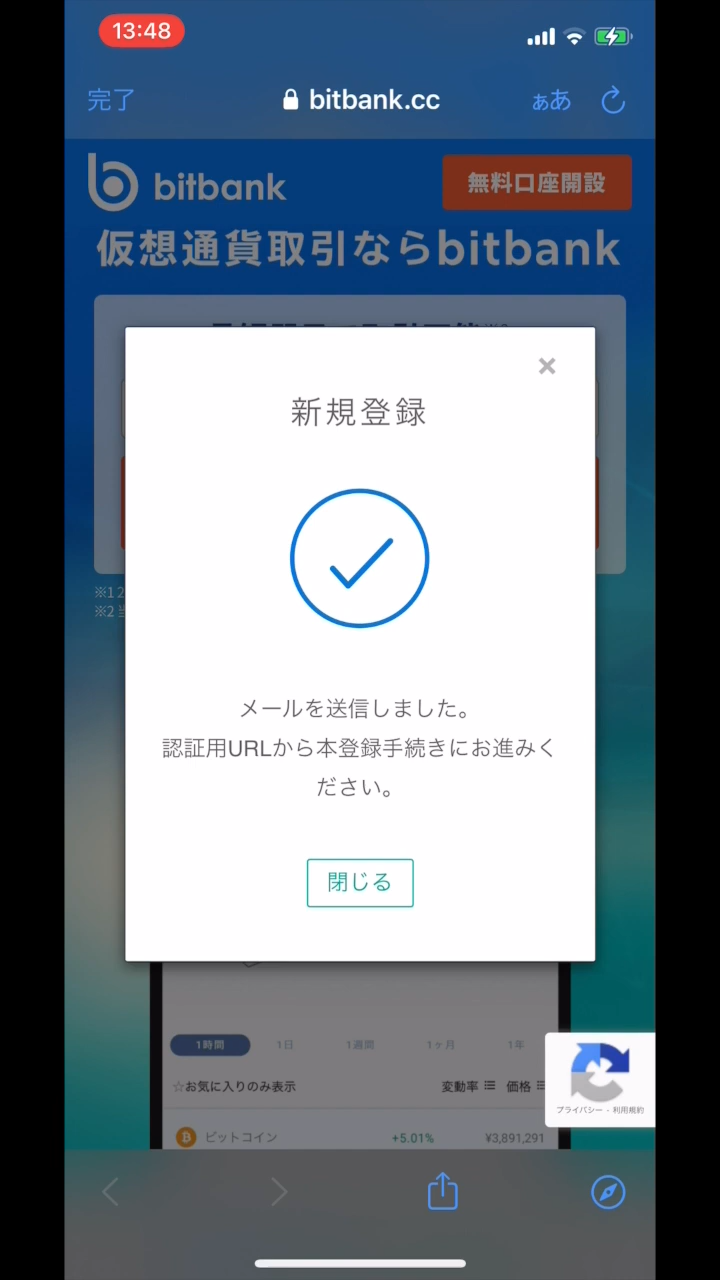 13:48
完了
bitbank.cc
ぁあ
bitbank
無料口座開設
仮想通貨取引ならbitbank
新規登録
※1 2
※2 当
メールを送信しました。
認証用URLから本登録手続きにお進みく
ださい。
閉じる
1時間 1日 1週間 1ヶ月 1年
☆お気に入りのみ表示 変動率 価格
プライバシー - 利用規約
ビットコイン +5.01% ¥3,891,291